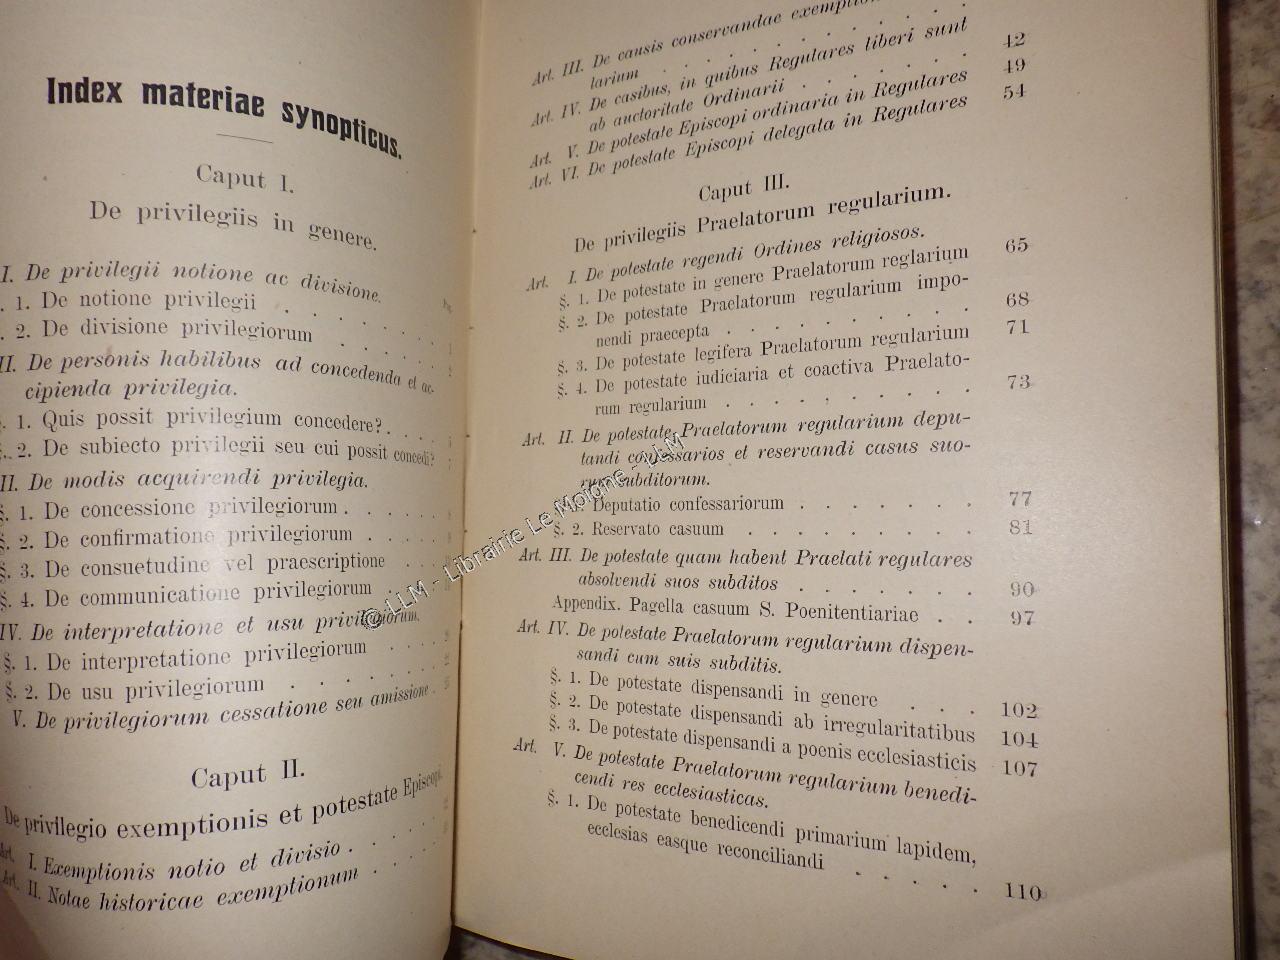 Index materiae synopticus.
Caput I.
De privilegiis in genere.
I. De privilegii notione ac divisione.
. 1. De notione privilegii . . . . . .
. 2. De divisione privilegiorum . . . .
II. De personis habilibus ad concedenda et ac-
cipienda privilegia.
§. 1. Quis possit privilegium concedere? . . .
§. 2. De subiecto privilegii seu cui possit concedi?
II. De modis acquirendi privilegia.
§. 1. De concessione privilegiorum . . . . .
§. 2. De confirmatione privilegiorum . . . .
§. 3. De consuetudine vel praescriptione . . .
§. 4. De communicatione privilegiorum . . .
IV. De interpretatione et usu privilegiorum.
§. 1. De interpretatione privilegiorum . . . .
§. 2. De usu privilegiorum . . . . . .
V. De privilegiorum cessatione seu amissione .
Caput II.
De privilegio exemptionis et potestate Episcopi.
Art. I. Exemptionis notio et divisio . . . .
Art. II. Notae historicae exemptionum . . . .
Art. III. De causis conservandae
larium . . . . . . . . . . . 42
Art. IV. De casibus, in quibus Regulares liberi sunt
ab auctoritate Ordinarii . . . . . . 49
Art. V. De potestate Episcopi ordinaria in Regulares 54
Art. VI. De potestate Episcopi delegata in Regulares
Caput III.
De privilegiis Praelatorum regularium.
Art. I. De potestate regendi Ordines religiosos.
§. 1. De potestate in genere Praelatorum reglarium 65
§. 2. De potestate Praelatorum regularium impo-
nendi praecepta . . . . . . . . . 68
§. 3. De potestate legifera Praelatorum regularium 71
§. 4. De potestate iudiciaria et coactiva Praelato-
rum regularium . . . . . . . . . 73
Art. II. De potestate Praelatorum regularium depu-
tandi confessarios et reservandi casus suo-
rum subditorum.
§. 1. Deputatio confessariorum . . . . . . . 77
§. 2. Reservato casuum . . . . . . . . . 81
Art. III. De potestate quam habent Praelati regulares
absolvendi suos subditos . . . . . . . 90
Appendix. Pagella casuum S. Poenitentiariae . . 97
Art. IV. De potestate Praelatorum regularium dispen-
sandi cum suis subditis.
§. 1. De potestate dispensandi in genere . . . 102
§. 2. De potestate dispensandi ab irregularitatibus 104
§. 3. De potestate dispensandi a poenis ecclesiasticis 107
Art. V. De potestate Praelatorum regularium benedi-
cendi res ecclesiasticas.
§. 1. De potestate benedicendi primarium lapidem,
ecclesias easque reconciliandi . . . . . 110
© LLM - Librairie Le Moigne - LLM